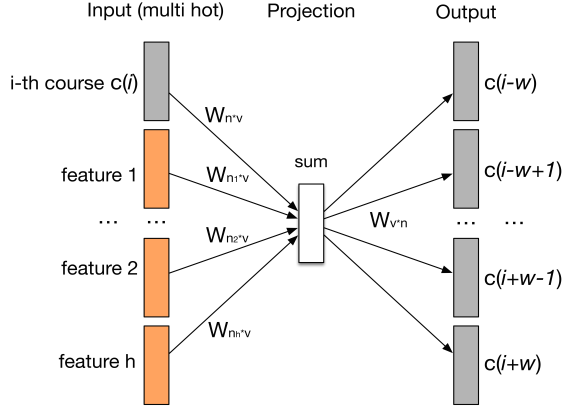 Input (multi hot) Projection Output
i-th course c(i)
feature 1
... ...
feature 2
feature h
Wn*v
Wn1*v
Wn2*v
Wnh*v
sum
Wv*n
c(i-w)
c(i-w+1)
... ...
c(i+w-1)
c(i+w)